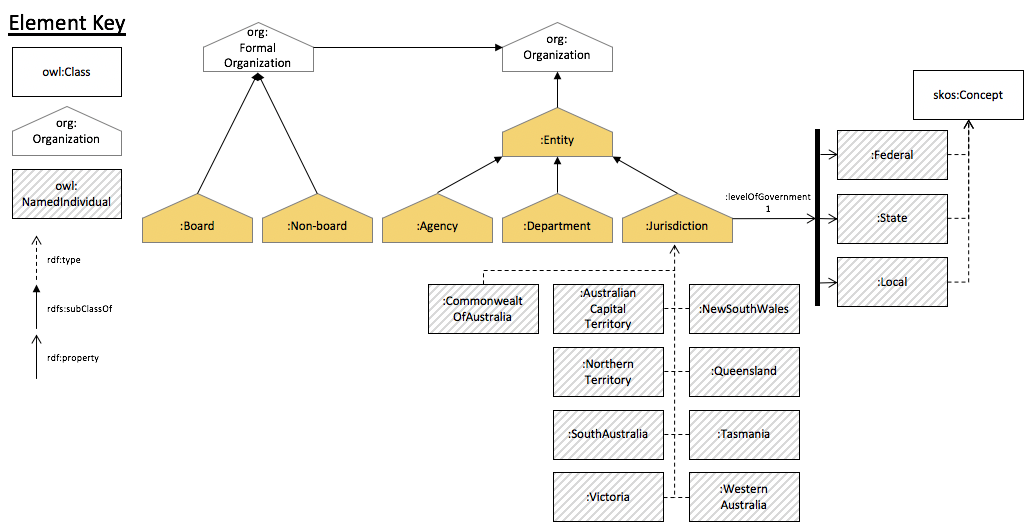 Element Key
owl:Class
org:
Organization
owl:
NamedIndividual
rdf:type
rdfs:subClassOf
rdf:property
org:
Formal
Organization
org:
Organization
:Entity
:Board
:Non-board
:Agency
:Department
:Jurisdiction
:levelOfGovernment
1
skos:Concept
:Federal
:State
:Local
:Commonwealt
OfAustralia
:Australian
Capital
Territory
:NewSouthWales
:Northern
Territory
:Queensland
:SouthAustralia
:Tasmania
:Victoria
:Western
Australia